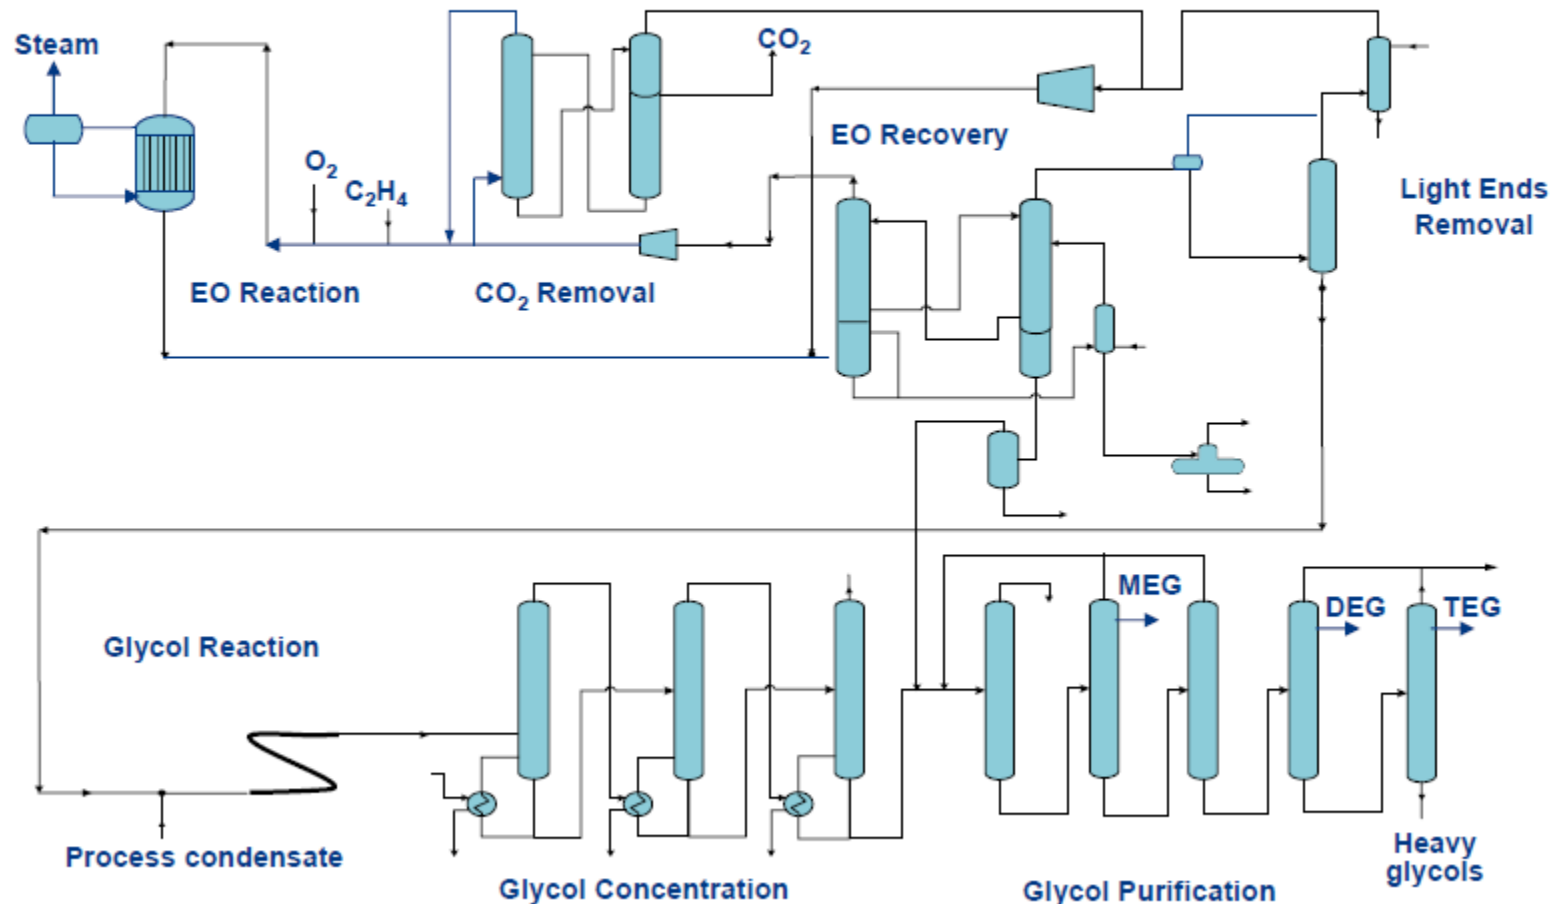 Steam
CO₂
EO Recovery
O₂
C₂H₄
Light Ends
Removal
EO Reaction
CO₂ Removal
MEG
DEG
TEG
Glycol Reaction
Process condensate
Heavy
glycols
Glycol Concentration
Glycol Purification